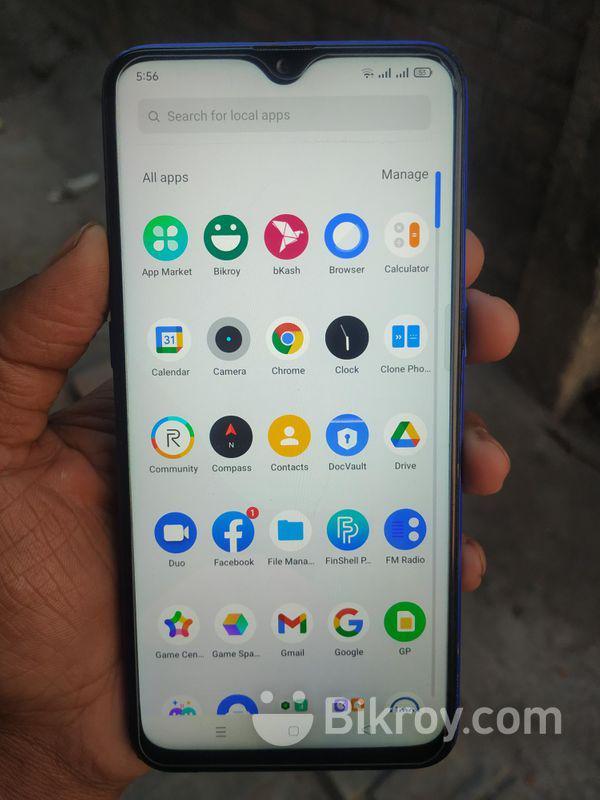 5:56
55
Search for local apps
All apps
Manage
App Market
Bikroy
bKash
Browser
Calculator
31
Calendar
Camera
Chrome
Clock
Clone Pho...
R
N
Community
Compass
Contacts
DocVault
Drive
1
Duo
Facebook
File Mana...
FinShell P...
FM Radio
Game Cen...
Game Spa...
Gmail
Google
GP
Bikroy.com